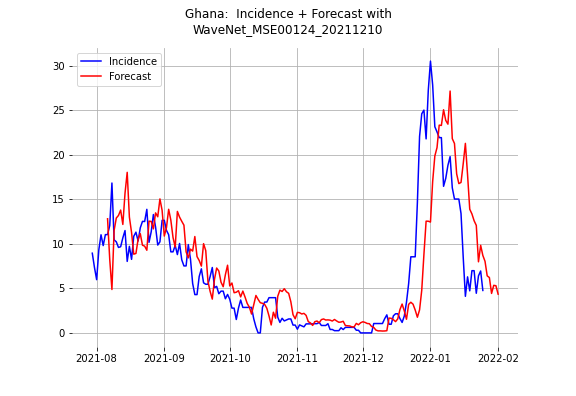 Ghana:  Incidence + Forecast with
WaveNet_MSE00124_20211210
Incidence
Forecast
30
25
20
15
10
5
0
2021-08 2021-09 2021-10 2021-11 2021-12 2022-01 2022-02